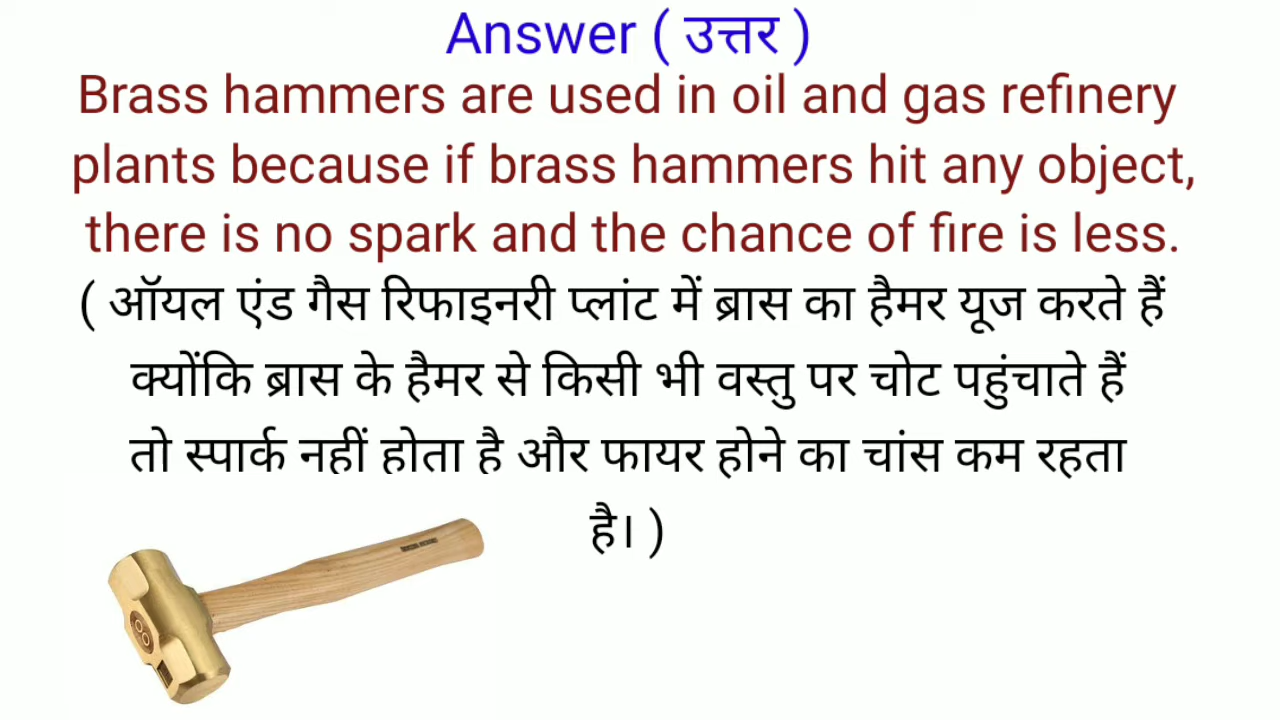 Answer ( उत्तर )
Brass hammers are used in oil and gas refinery
plants because if brass hammers hit any object,
there is no spark and the chance of fire is less.
( ऑयल एंड गैस रिफाइनरी प्लांट में ब्रास का हैमर यूज करते हैं
क्योंकि ब्रास के हैमर से किसी भी वस्तु पर चोट पहुंचाते हैं
तो स्पार्क नहीं होता है और फायर होने का चांस कम रहता
है। )